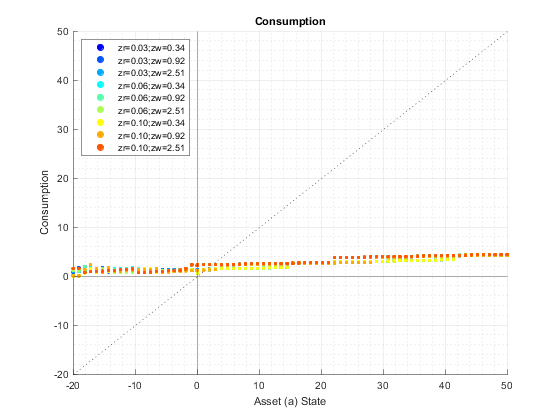 Consumption
50
40
30
20
10
0
-10
-20
Consumption
zr=0.03;zw=0.34
zr=0.03;zw=0.92
zr=0.03;zw=2.51
zr=0.06;zw=0.34
zr=0.06;zw=0.92
zr=0.06;zw=2.51
zr=0.10;zw=0.34
zr=0.10;zw=0.92
zr=0.10;zw=2.51
-20 -10 0 10 20 30 40 50
Asset (a) State